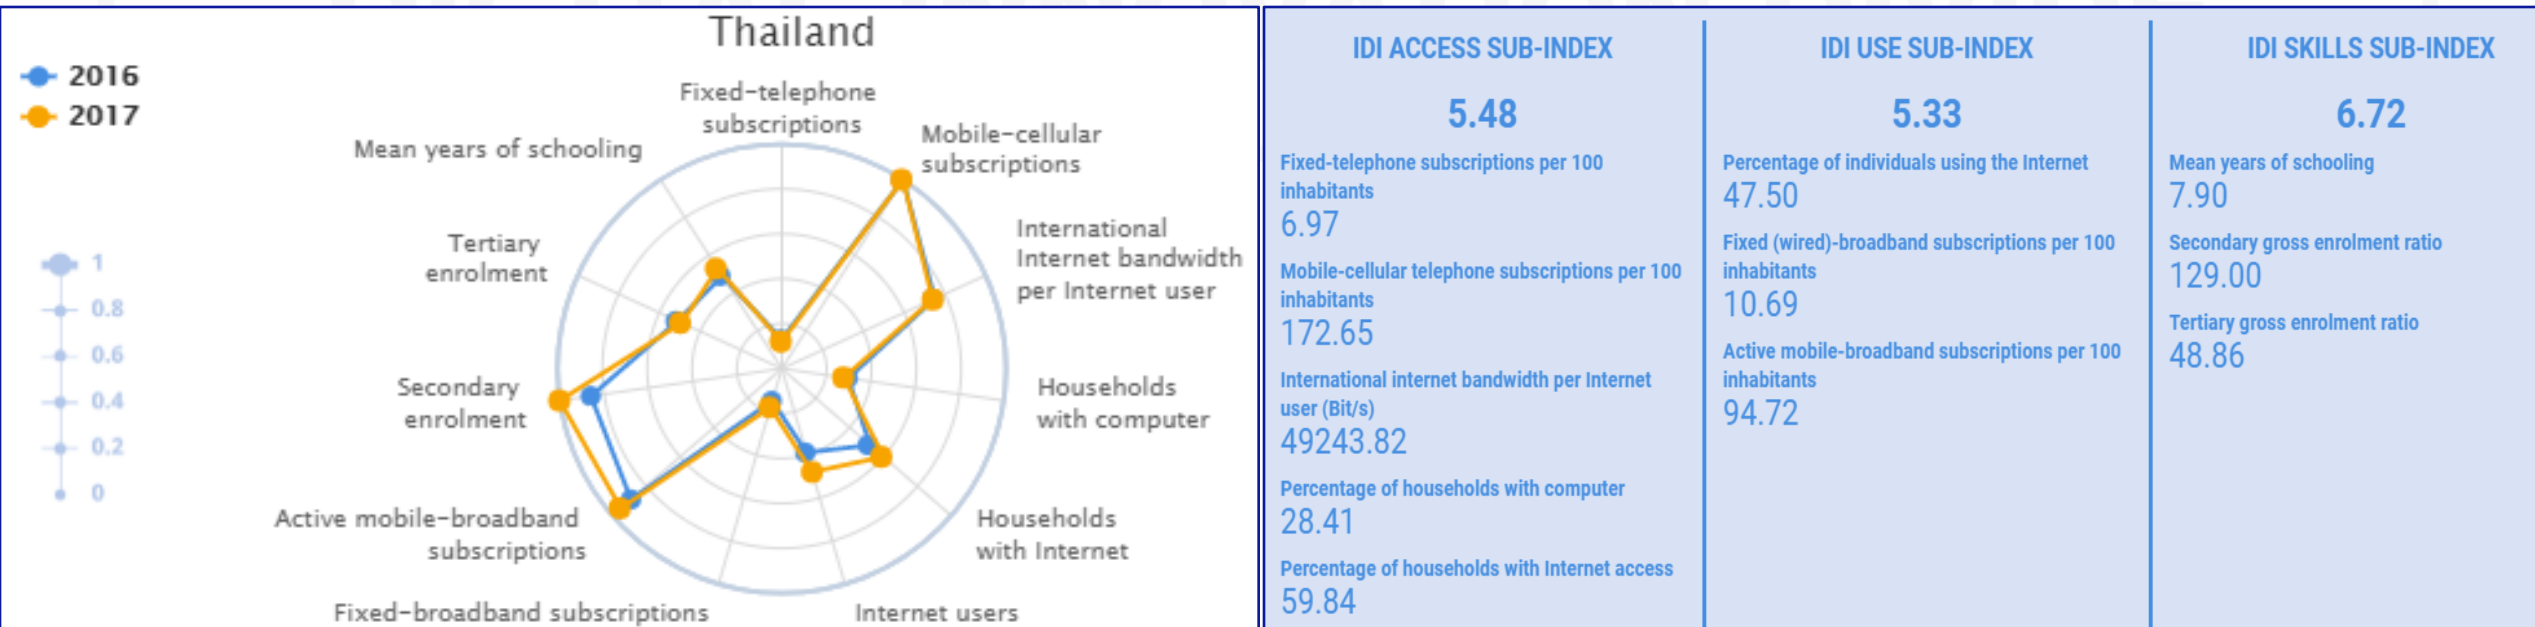 Thailand
2016
2017
Fixed-telephone
subscriptions
Mobile-cellular
subscriptions
Mean years of schooling
International
Internet bandwidth
per Internet user
Tertiary
enrolment
1
0.8
0.6
0.4
0.2
0
Secondary
enrolment
Households
with computer
Active mobile-broadband
subscriptions
Households
with Internet
Fixed-broadband subscriptions
Internet users
IDI ACCESS SUB-INDEX
5.48
Fixed-telephone subscriptions per 100
inhabitants
6.97
Mobile-cellular telephone subscriptions per 100
inhabitants
172.65
International internet bandwidth per Internet
user (Bit/s)
49243.82
Percentage of households with computer
28.41
Percentage of households with Internet access
59.84
IDI USE SUB-INDEX
5.33
Percentage of individuals using the Internet
47.50
Fixed (wired)-broadband subscriptions per 100
inhabitants
10.69
Active mobile-broadband subscriptions per 100
inhabitants
94.72
IDI SKILLS SUB-INDEX
6.72
Mean years of schooling
7.90
Secondary gross enrolment ratio
129.00
Tertiary gross enrolment ratio
48.86